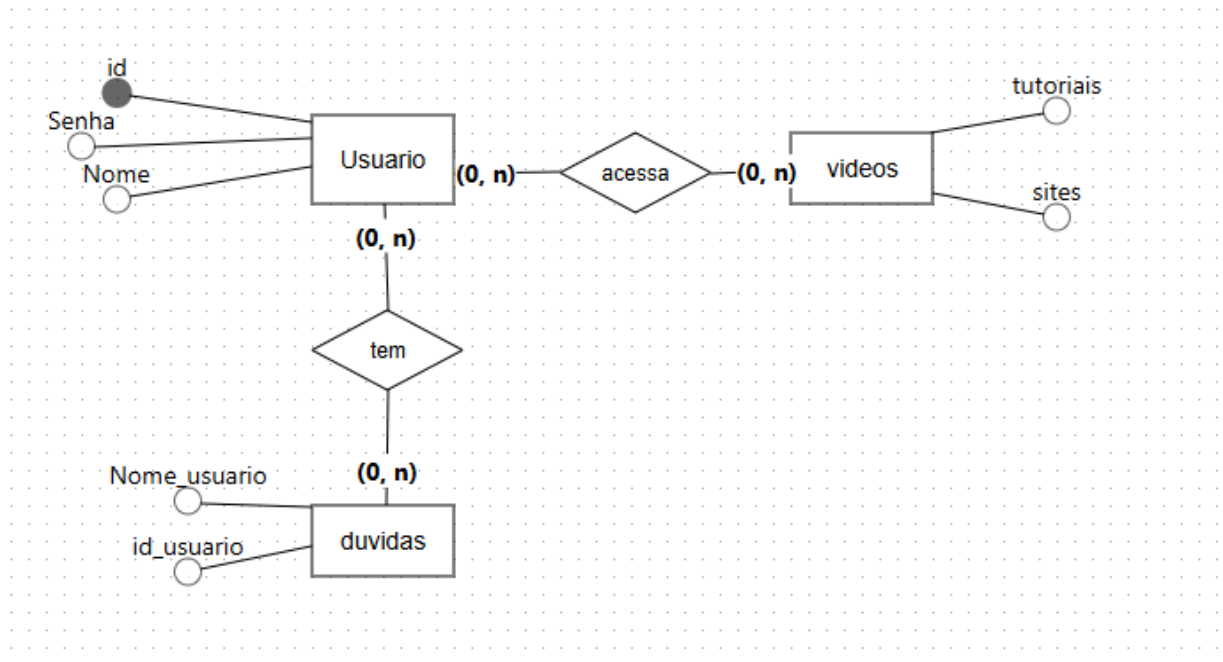 id
Senha
Nome
Usuario
(0, n)
acessa
(0, n)
videos
tutoriais
sites
(0, n)
tem
(0, n)
Nome_usuario
id_usuario
duvidas